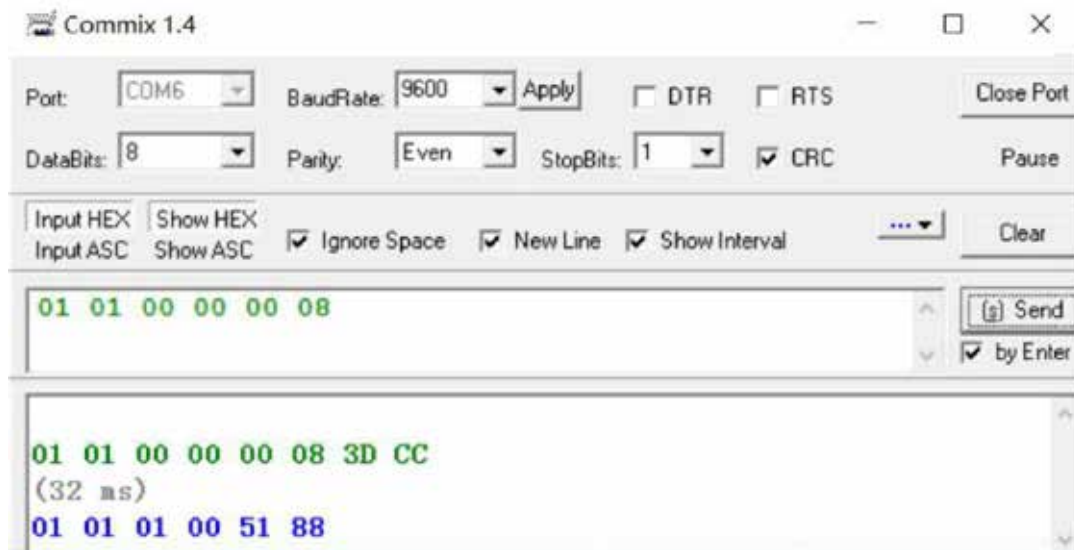 Commix 1.4
Port: COM6 BaudRate: 9600 Apply DTR RTS Close Port
DataBits: 8 Parity: Even StopBits: 1 CRC Pause
Input HEX Show HEX
Input ASC Show ASC Ignore Space New Line Show Interval ... Clear
01 01 00 00 00 08
(s) Send
by Enter
01 01 00 00 00 08 3D CC
(32 ms)
01 01 01 00 51 88